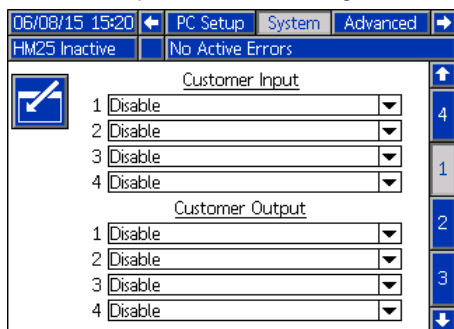 06/08/15 15:20 PC Setup System Advanced
HM25 Inactive No Active Errors
Customer Input
1 Disable
2 Disable
3 Disable
4 Disable
Customer Output
1 Disable
2 Disable
3 Disable
4 Disable
4
1
2
3